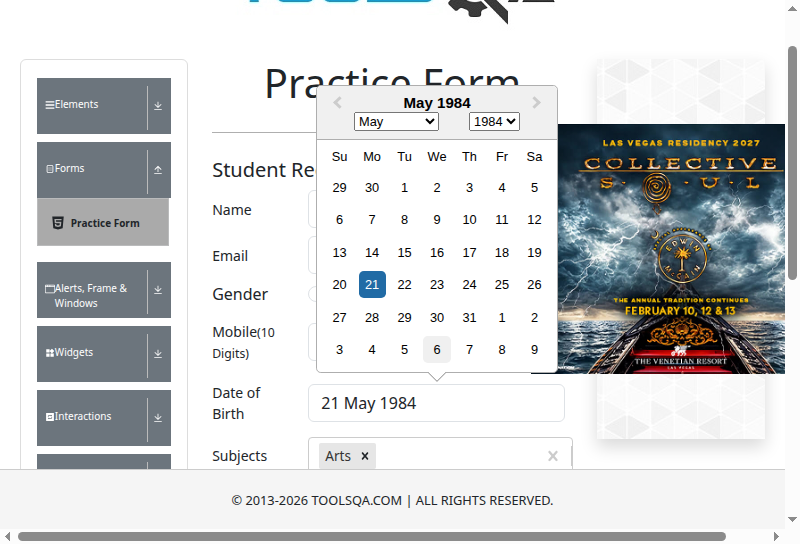 Practice Form
Elements
Forms
Practice Form
Alerts, Frame &
Windows
Widgets
Interactions
Student Re
Name
Email
Gender
Mobile(10
Digits)
Date of
Birth
21 May 1984
Subjects
Arts ×
May 1984
May 1984
Su Mo Tu We Th Fr Sa
29 30 1 2 3 4 5
6 7 8 9 10 11 12
13 14 15 16 17 18 19
20 21 22 23 24 25 26
27 28 29 30 31 1 2
3 4 5 6 7 8 9
LAS VEGAS RESIDENCY 2027
COLLECTIVE
SOUL
EDWIN
McCAIN
THE ANNUAL TRADITION CONTINUES
FEBRUARY 10, 12 & 13
THE VENETIAN RESORT
LAS VEGAS
© 2013-2026 TOOLSQA.COM | ALL RIGHTS RESERVED.